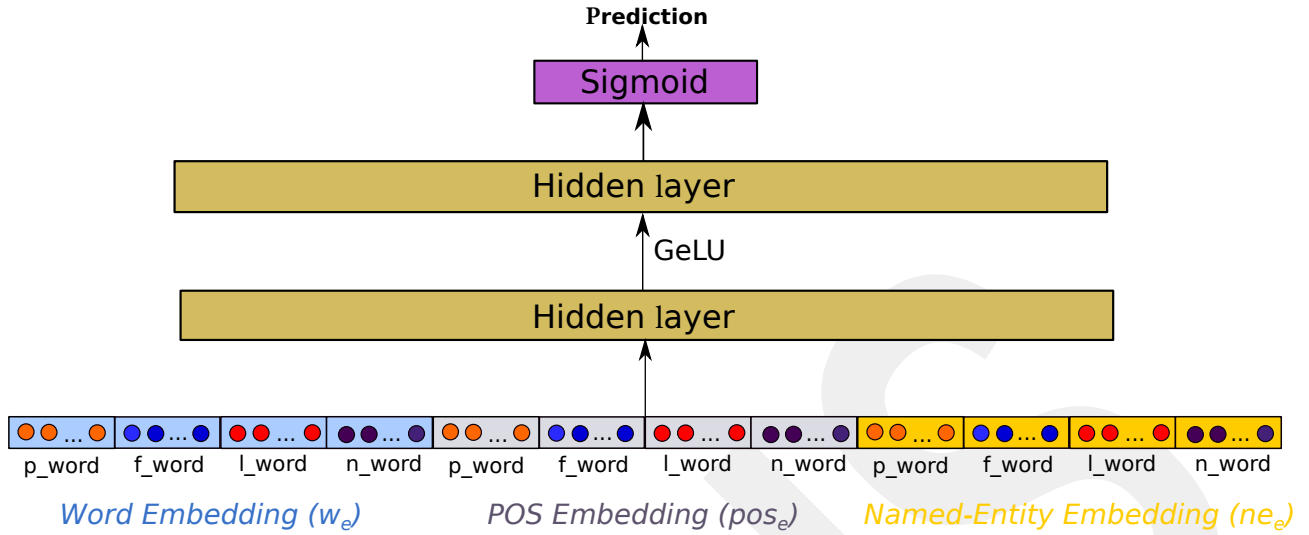 Prediction
Sigmoid
Hidden layer
GeLU
Hidden layer
... ... ... ... ... ... ... ... ... ... ... ...
p_word f_word l_word n_word p_word f_word l_word n_word p_word f_word l_word n_word
Word Embedding (wₑ) POS Embedding (posₑ) Named-Entity Embedding (neₑ)